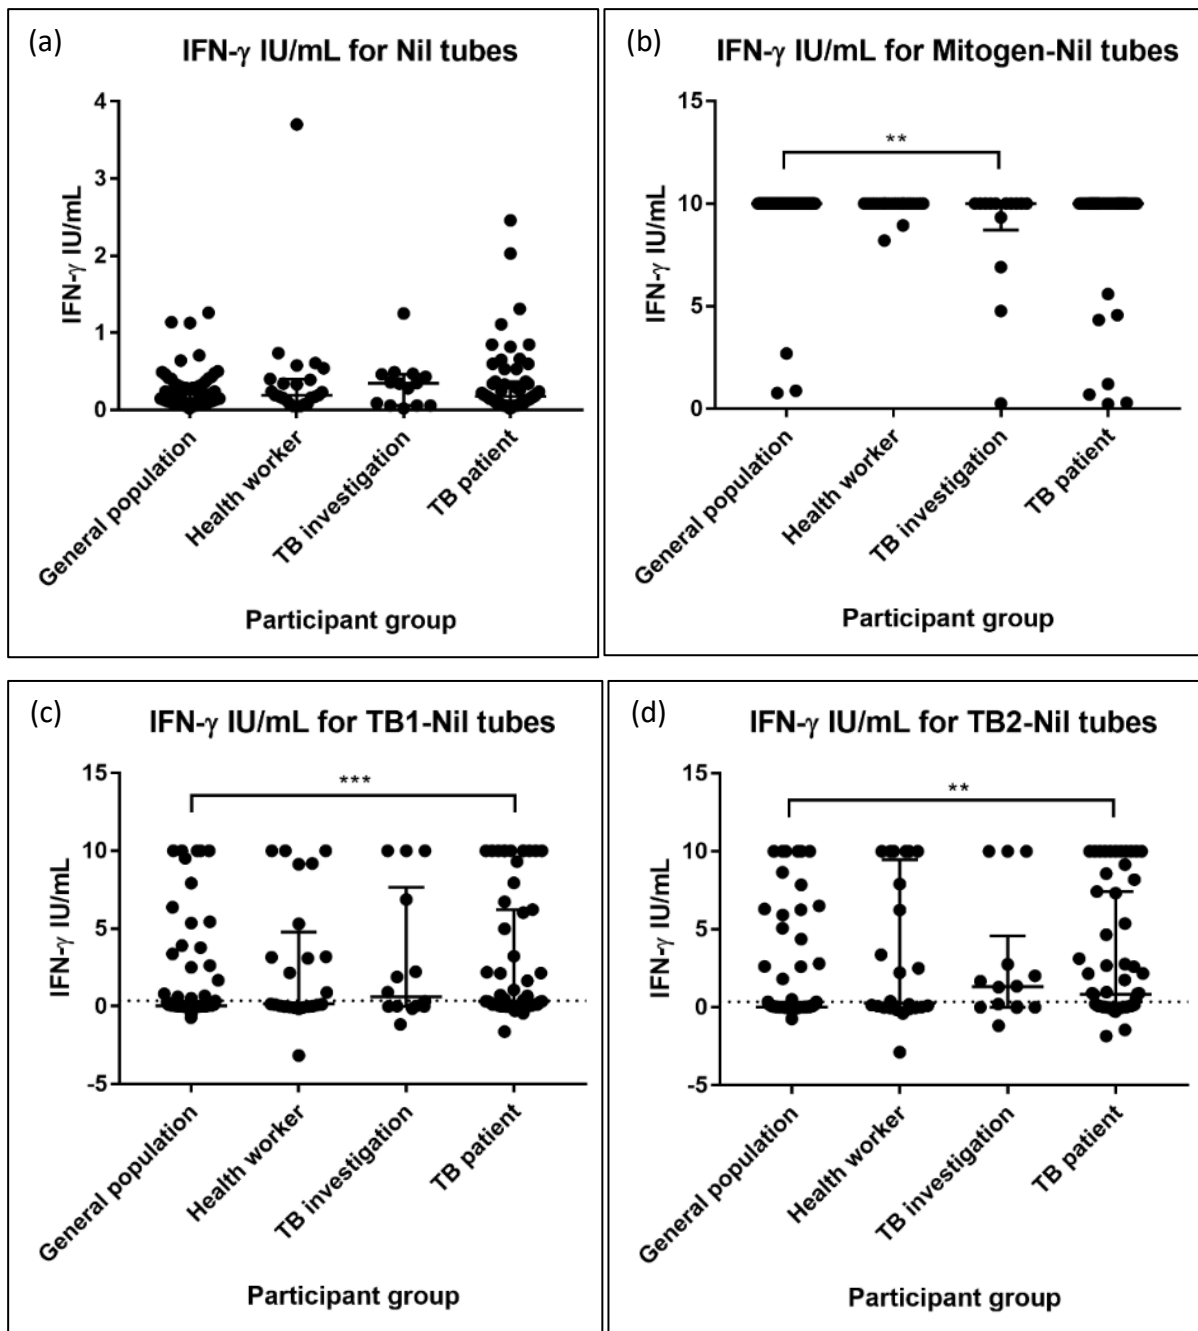 (a)
IFN-γ IU/mL for Nil tubes
IFN-γ IU/mL
4
3
2
1
0
General population
Health worker
TB investigation
TB patient
Participant group
(b)
IFN-γ IU/mL for Mitogen-Nil tubes
IFN-γ IU/mL
15
10
5
0
**
General population
Health worker
TB investigation
TB patient
Participant group
(c)
IFN-γ IU/mL for TB1-Nil tubes
IFN-γ IU/mL
15
10
5
0
-5
***
General population
Health worker
TB investigation
TB patient
Participant group
(d)
IFN-γ IU/mL for TB2-Nil tubes
IFN-γ IU/mL
15
10
5
0
-5
**
General population
Health worker
TB investigation
TB patient
Participant group